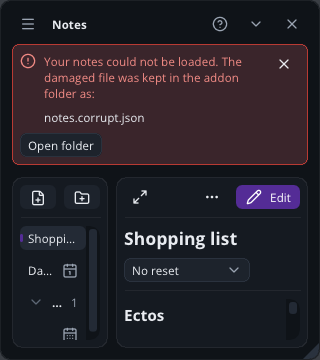 Notes
Your notes could not be loaded. The
damaged file was kept in the addon
folder as:
notes.corrupt.json
Open folder
Edit
Shoppi...
Da...
... 1
Shopping list
No reset
Ectos